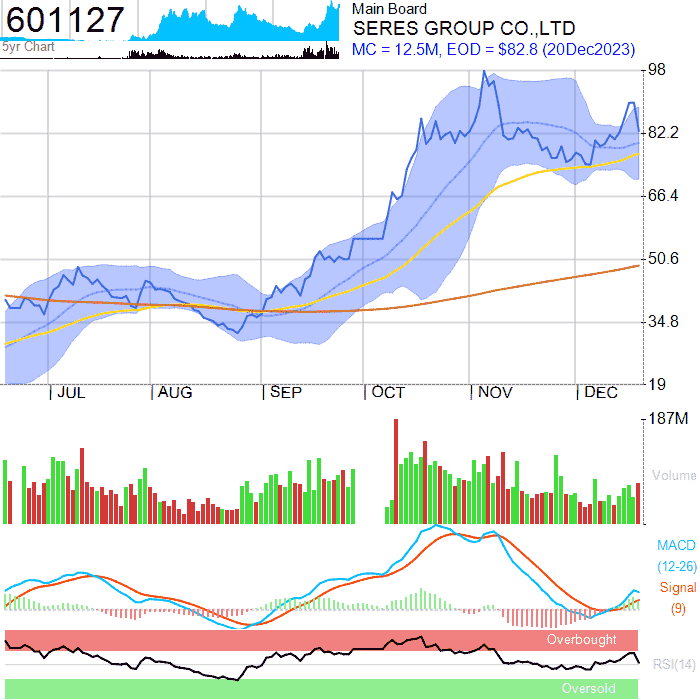 601127
5yr Chart
Main Board
SERES GROUP CO.,LTD
MC = 12.5M, EOD = $82.8 (20Dec2023)
98
82.2
66.4
50.6
34.8
19
JUL AUG SEP OCT NOV DEC
187M
Volume
MACD
(12-26)
Signal
(9)
Overbought
RSI(14)
Oversold